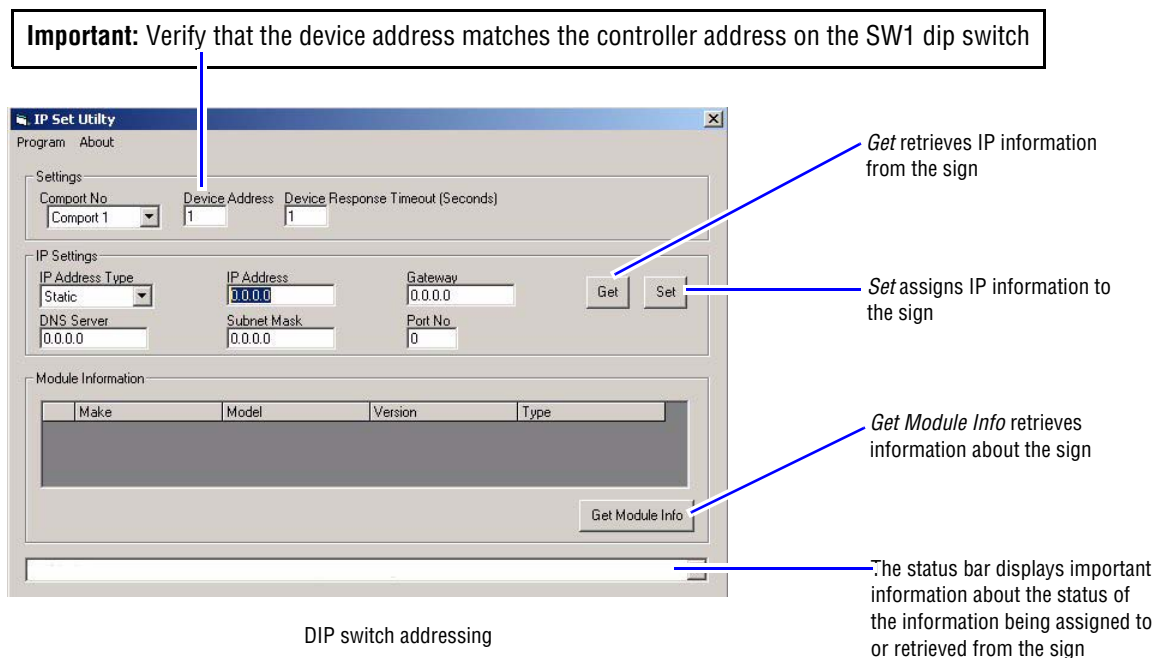 Important: Verify that the device address matches the controller address on the SW1 dip switch
IP Set Utilty
Program About
Settings
Comport No
Device Address
Device Response Timeout (Seconds)
Comport 1
1
1
IP Settings
IP Address Type
IP Address
Gateway
Static
0.0.0.0
0.0.0.0
Get
Set
DNS Server
Subnet Mask
Port No
0.0.0.0
0.0.0.0
0
Module Information
Make
Model
Version
Type
Get Module Info
Get retrieves IP information
from the sign
Set assigns IP information to
the sign
Get Module Info retrieves
information about the sign
The status bar displays important
information about the status of
the information being assigned to
or retrieved from the sign
DIP switch addressing